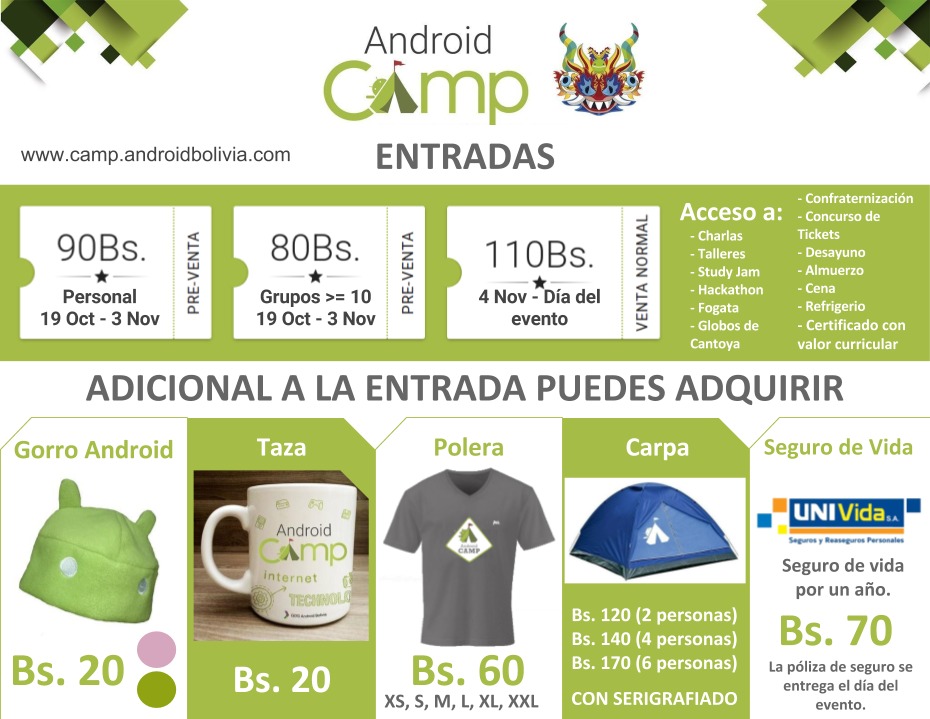 Android
Camp
www.camp.androidbolivia.com
ENTRADAS
90Bs.
Personal
19 Oct - 3 Nov
PRE-VENTA
80Bs.
Grupos >= 10
19 Oct - 3 Nov
PRE-VENTA
110Bs.
4 Nov - Día del
evento
VENTA NORMAL
Acceso a:
- Charlas
- Talleres
- Study Jam
- Hackathon
- Fogata
- Globos de
Cantoya
- Confraternización
- Concurso de
Tickets
- Desayuno
- Almuerzo
- Cena
- Refrigerio
- Certificado con
valor curricular
ADICIONAL A LA ENTRADA PUEDES ADQUIRIR
Gorro Android
Bs. 20
Taza
Android
Camp
internet
Bs. 20
Polera
Android
CAMP
Bs. 60
XS, S, M, L, XL, XXL
Carpa
Bs. 120 (2 personas)
Bs. 140 (4 personas)
Bs. 170 (6 personas)
CON SERIGRAFIADO
Seguro de Vida
UNIVida S.A.
Seguros y Reaseguros Personales
Seguro de vida
por un año.
Bs. 70
La póliza de seguro se
entrega el día del
evento.